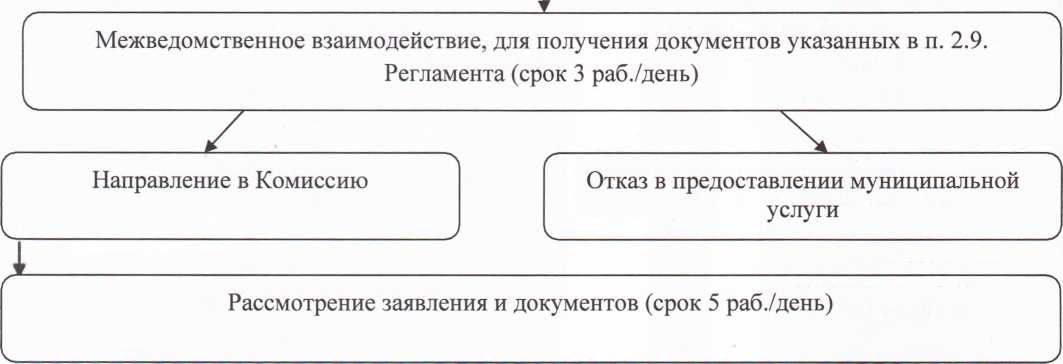 Межведомственное взаимодействие, для получения документов указанных в п. 2.9.
Регламента (срок 3 раб./день)
Направление в Комиссию
Отказ в предоставлении муниципальной
услуги
Рассмотрение заявления и документов (срок 5 раб./день)